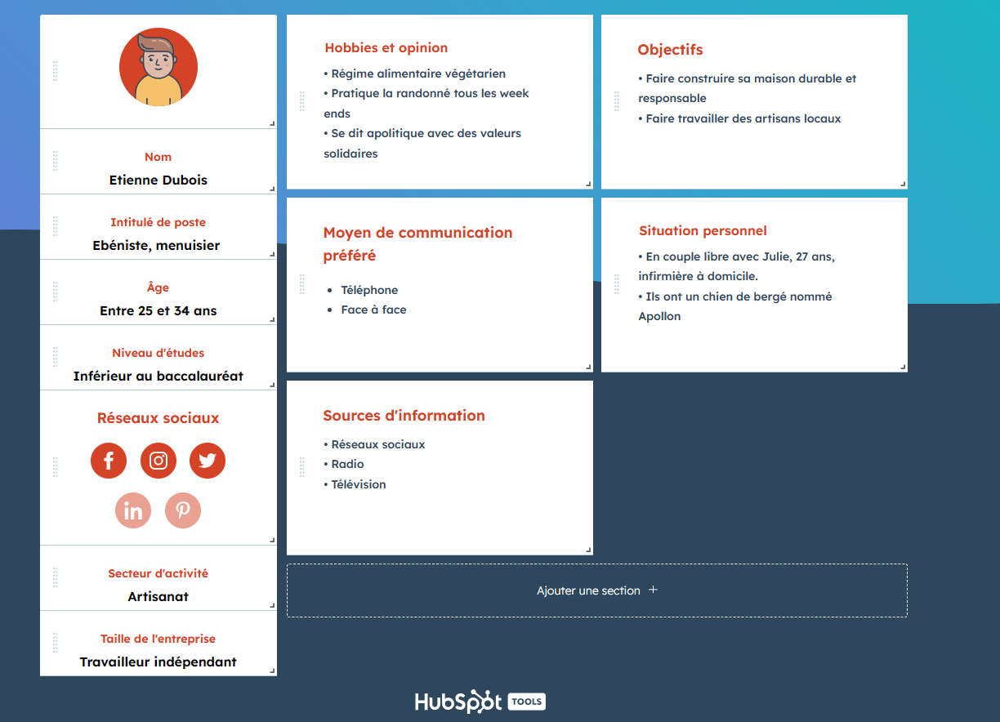 Nom
Etienne Dubois
Intitulé de poste
Ebéniste, menuisier
Âge
Entre 25 et 34 ans
Niveau d'études
Inférieur au baccalauréat
Réseaux sociaux
f
in
Secteur d'activité
Artisanat
Taille de l'entreprise
Travailleur indépendant
Hobbies et opinion
• Régime alimentaire végétarien
• Pratique la randonné tous les week
ends
• Se dit apolitique avec des valeurs
solidaires
Objectifs
• Faire construire sa maison durable et
responsable
• Faire travailler des artisans locaux
Moyen de communication
préféré
• Téléphone
• Face à face
Situation personnel
• En couple libre avec Julie, 27 ans,
infirmière à domicile.
• Ils ont un chien de bergé nommé
Apollon
Sources d'information
• Réseaux sociaux
• Radio
• Télévision
Ajouter une section +
HubSpot TOOLS